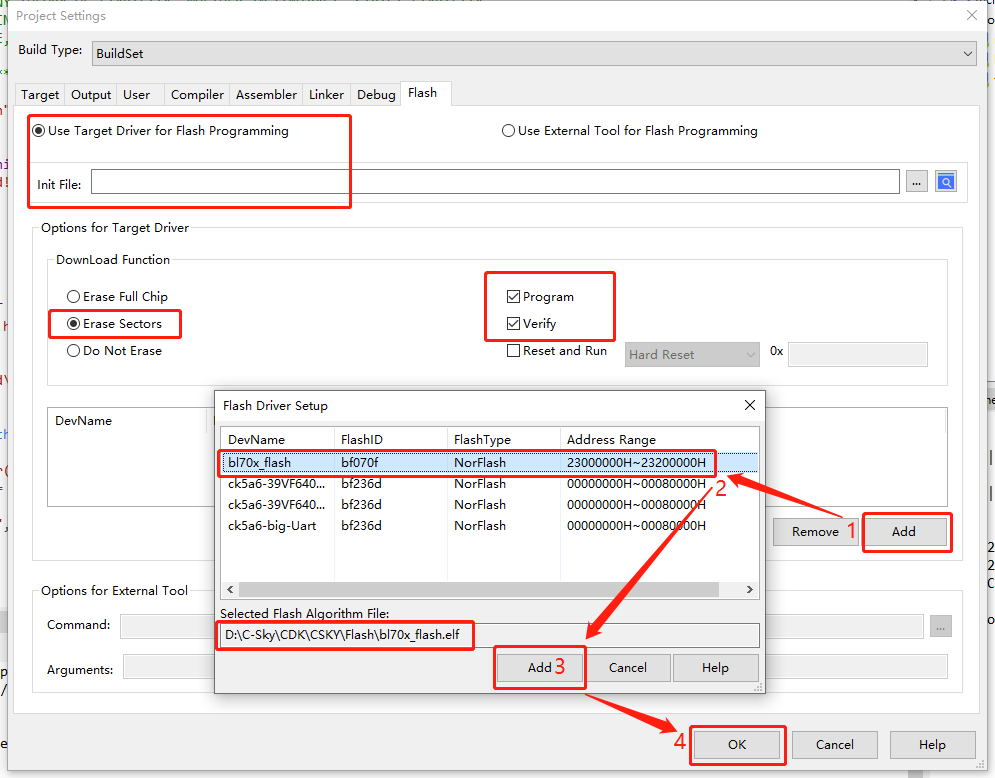 Project Settings
Build Type: BuildSet
Target Output User Compiler Assembler Linker Debug Flash
Use Target Driver for Flash Programming Use External Tool for Flash Programming
Init File: ...
Options for Target Driver
DownLoad Function
Erase Full Chip Program
Erase Sectors Verify
Do Not Erase Reset and Run Hard Reset 0x
DevName
Flash Driver Setup
DevName FlashID FlashType Address Range
bl70x_flash bf070f NorFlash 23000000H~23200000H
ck5a6-39VF640... bf236d NorFlash 00000000H~00080000H
2
ck5a6-39VF640... bf236d NorFlash 00000000H~00080000H
ck5a6-big-Uart bf236d NorFlash 00000000H~00080000H
Remove 1 Add
Options for External Tool
Command: ...
Arguments:
Selected Flash Algorithm File:
D:\C-Sky\CDK\CSKY\Flash\bl70x_flash.elf
Add 3 Cancel Help
4 OK Cancel Help